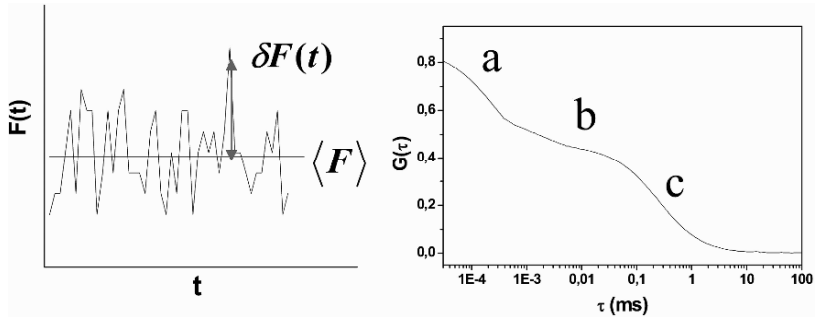 δF(t)
F(t)
⟨F⟩
t
a
b
c
G(τ)
0,8
0,6
0,4
0,2
0,0
1E-4 1E-3 0,01 0,1 1 10 100
τ (ms)